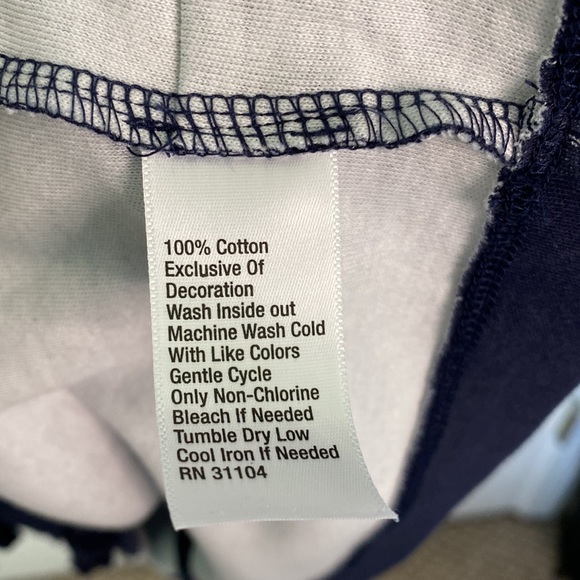 100% Cotton
Exclusive Of
Decoration
Wash Inside out
Machine Wash Cold
With Like Colors
Gentle Cycle
Only Non-Chlorine
Bleach If Needed
Tumble Dry Low
Cool Iron If Needed
RN 31104